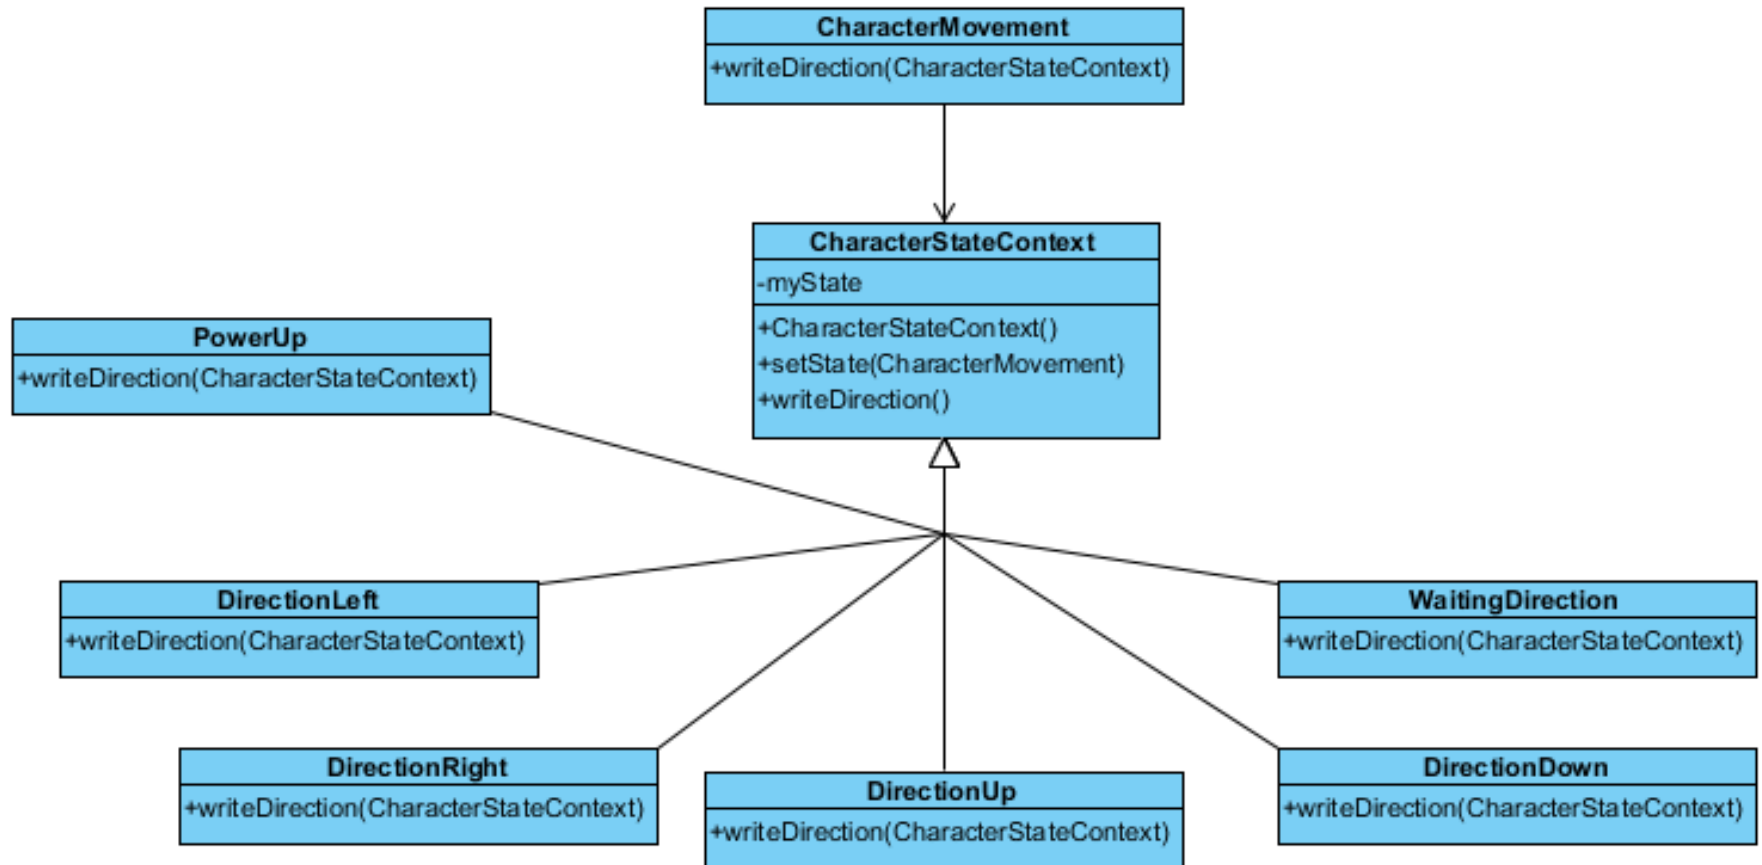 CharacterMovement
+writeDirection(CharacterStateContext)
CharacterStateContext
-myState
+CharacterStateContext()
+setState(CharacterMovement)
+writeDirection()
PowerUp
+writeDirection(CharacterStateContext)
DirectionLeft
+writeDirection(CharacterStateContext)
WaitingDirection
+writeDirection(CharacterStateContext)
DirectionRight
+writeDirection(CharacterStateContext)
DirectionUp
+writeDirection(CharacterStateContext)
DirectionDown
+writeDirection(CharacterStateContext)